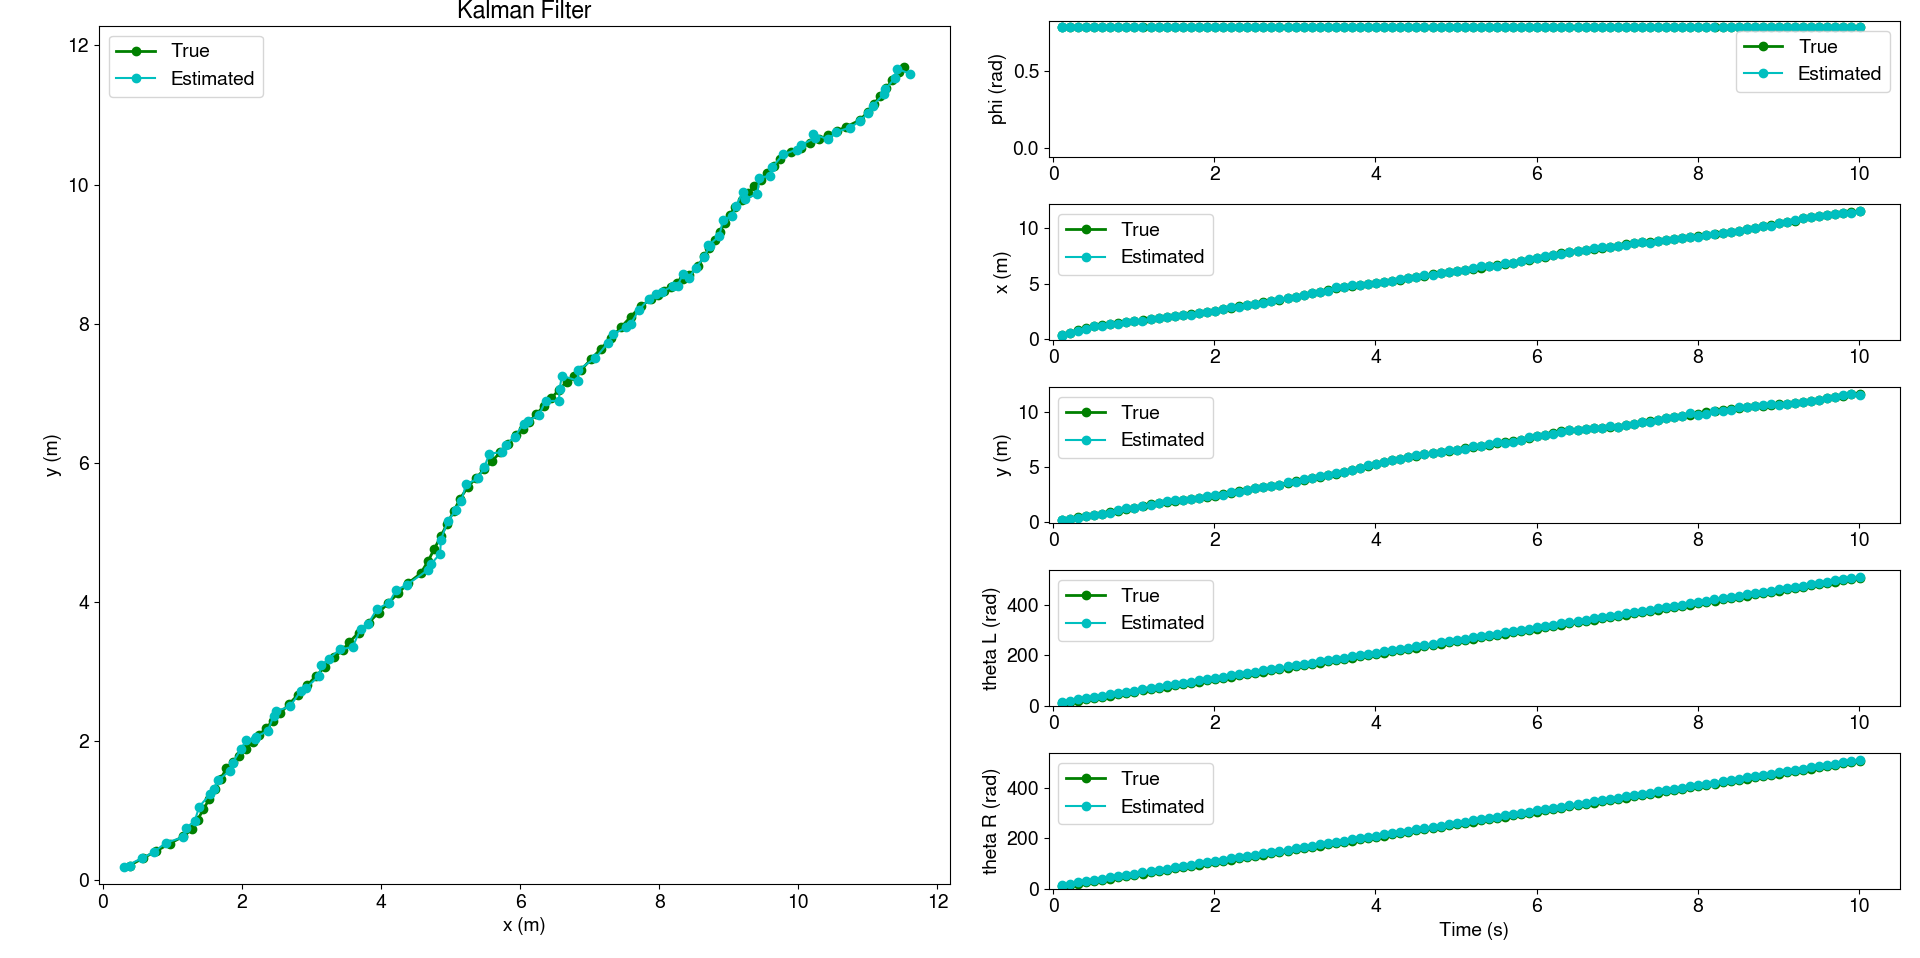 Kalman Filter
True
Estimated
12
10
8
6
4
2
0
y (m)
0 2 4 6 8 10 12
x (m)
True
Estimated
0.5
0.0
phi (rad)
0 2 4 6 8 10
True
Estimated
10
5
0
x (m)
0 2 4 6 8 10
True
Estimated
10
5
0
y (m)
0 2 4 6 8 10
True
Estimated
400
200
0
theta L (rad)
0 2 4 6 8 10
True
Estimated
400
200
0
theta R (rad)
0 2 4 6 8 10
Time (s)